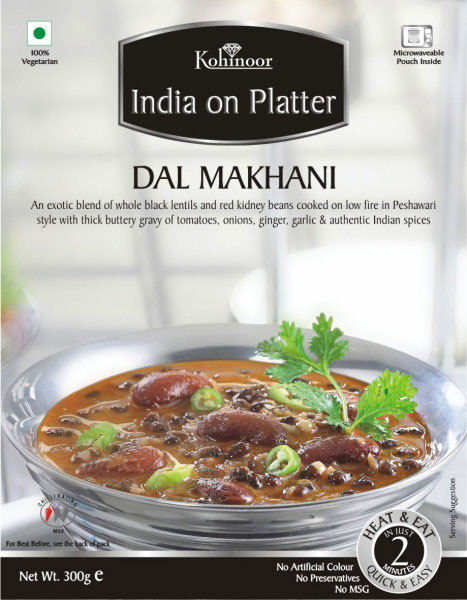 100%
Vegetarian
Kohinoor
India on Platter
Microwaveable
Pouch Inside
DAL MAKHANI
An exotic blend of whole black lentils and red kidney beans cooked on low fire in Peshawari
style with thick buttery gravy of tomatoes, onions, ginger, garlic & authentic Indian spices
CHILLI RATING
Mild
For Best Before, see the back of pack
Serving Suggestion
HEAT & EAT
IN JUST
2
MINUTES
QUICK & EASY
Net Wt. 300g e
No Artificial Colour
No Preservatives
No MSG